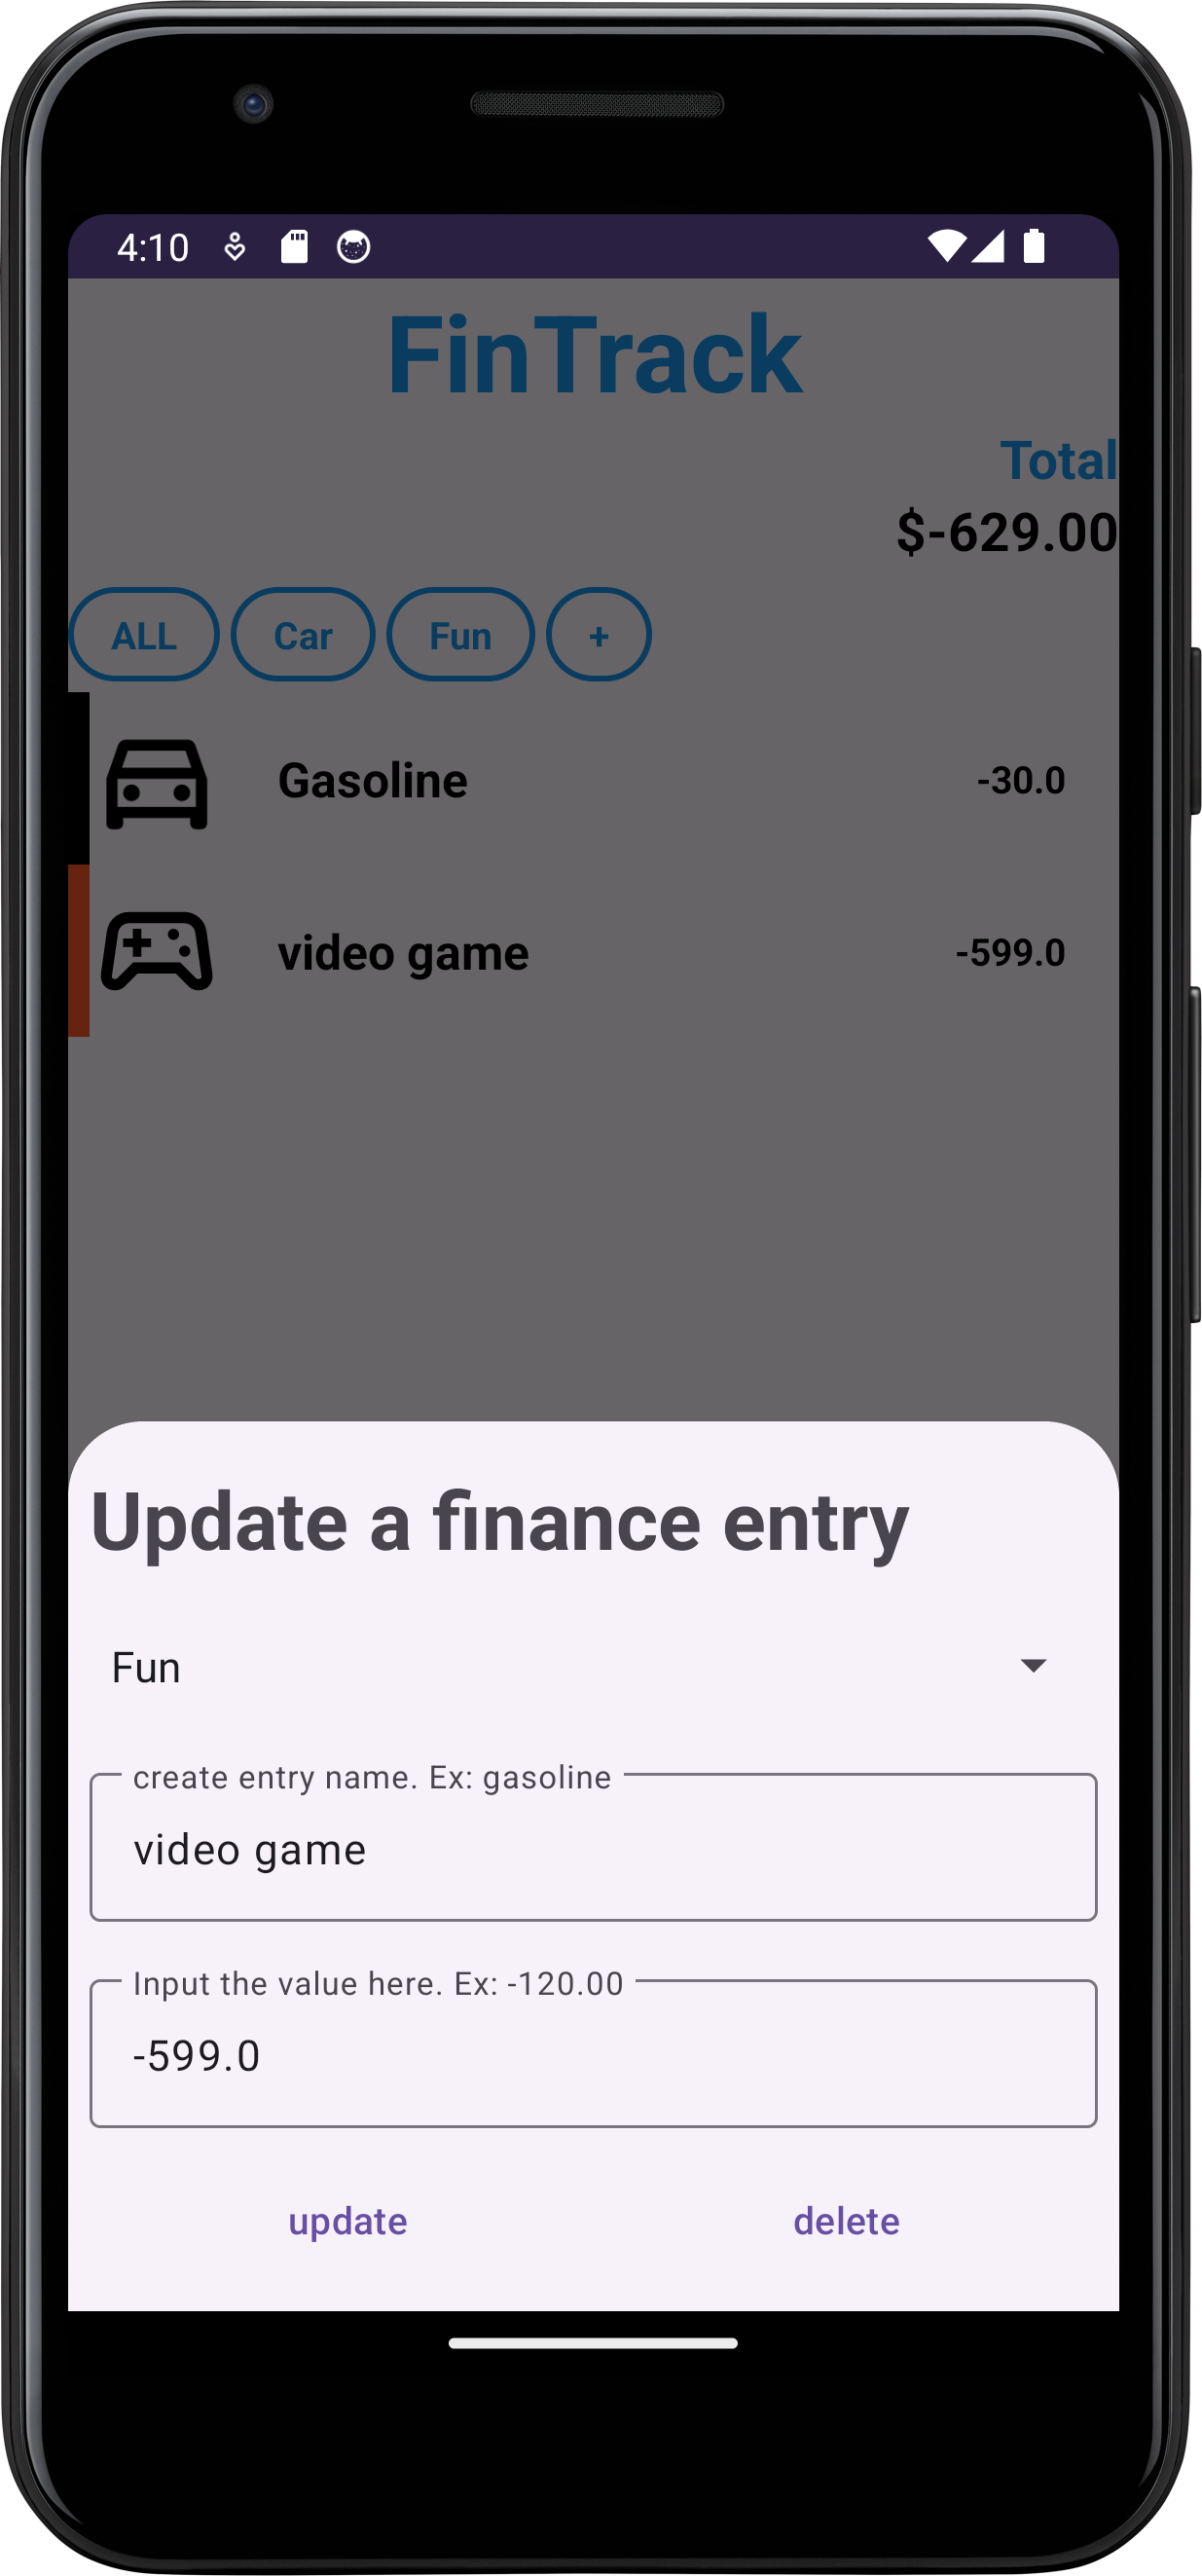 4:10
FinTrack
Total
$-629.00
ALL Car Fun +
Gasoline -30.0
video game -599.0
Update a finance entry
Fun
create entry name. Ex: gasoline
video game
Input the value here. Ex: -120.00
-599.0
update delete